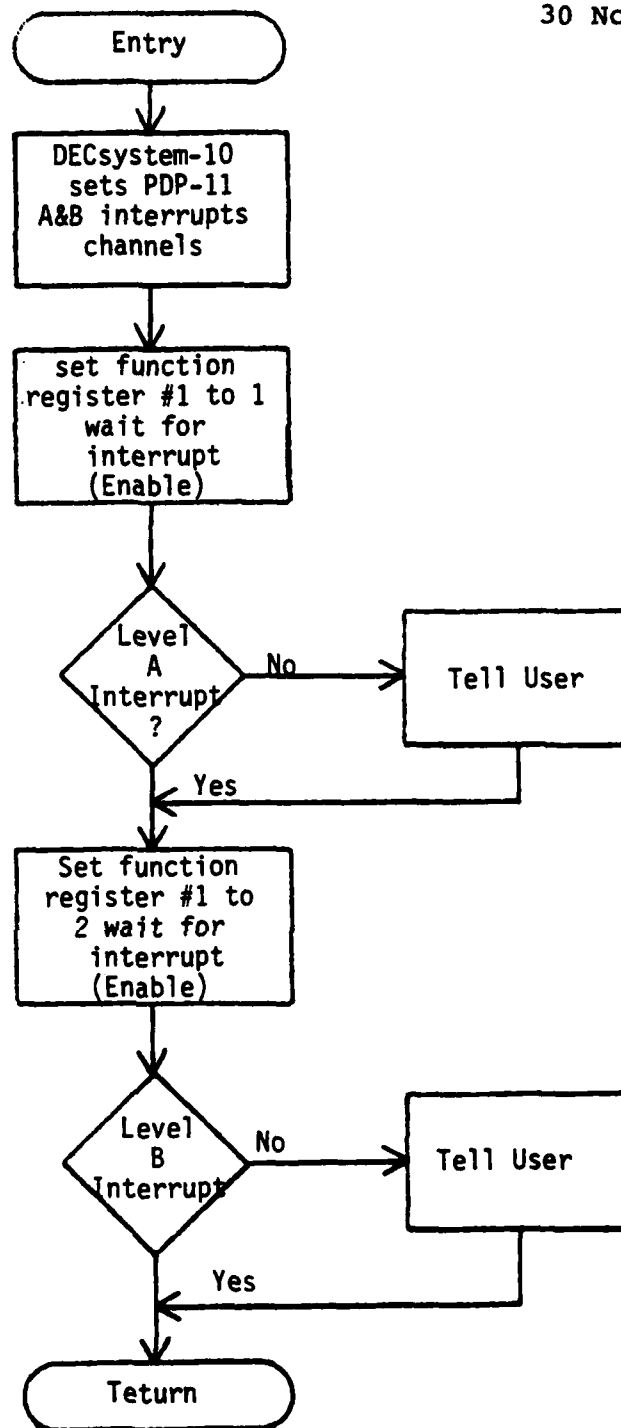 30 No
Entry
DECsystem-10
sets PDP-11
A&B interrupts
channels
set function
register #1 to 1
wait for
interrupt
(Enable)
Level
A
Interrupt
?
No
Tell User
Yes
Set function
register #1 to
2 wait for
interrupt
(Enable)
Level
B
Interrupt
No
Tell User
Yes
Teturn